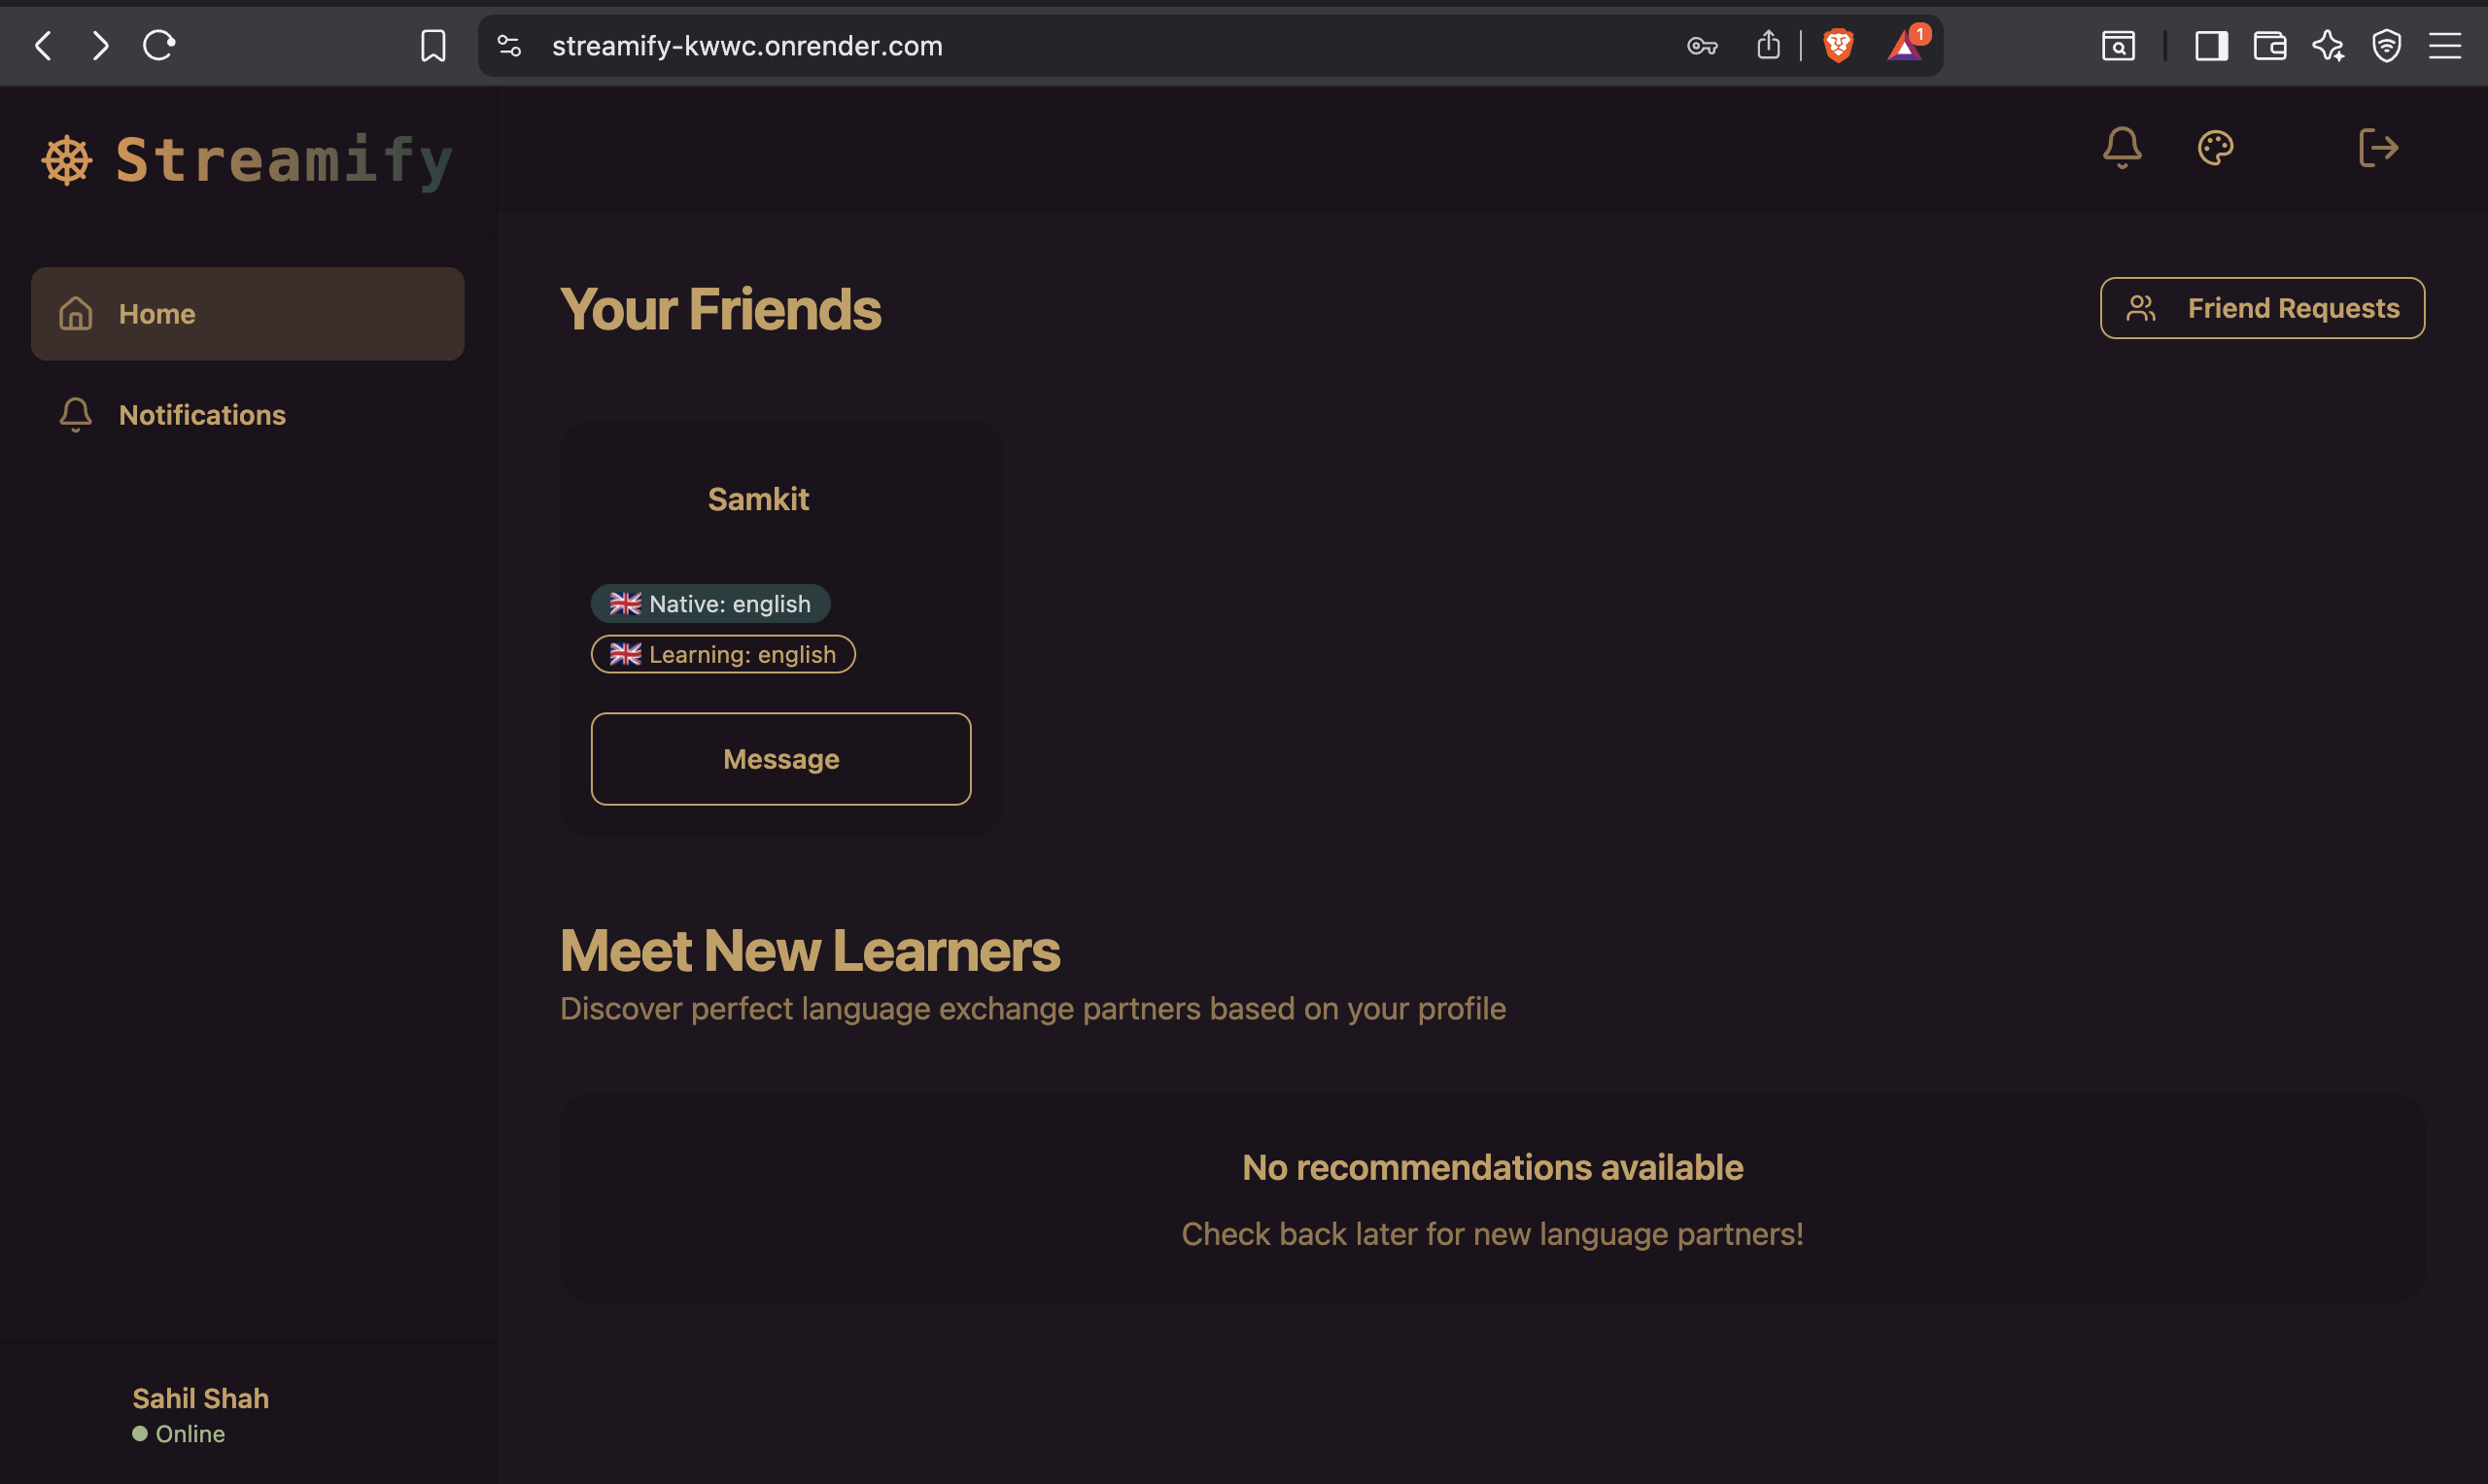 streamify-kwwc.onrender.com
1
Streamify
Home
Notifications
Your Friends
Friend Requests
Samkit
Native: english
Learning: english
Message
Meet New Learners
Discover perfect language exchange partners based on your profile
No recommendations available
Check back later for new language partners!
Sahil Shah
Online